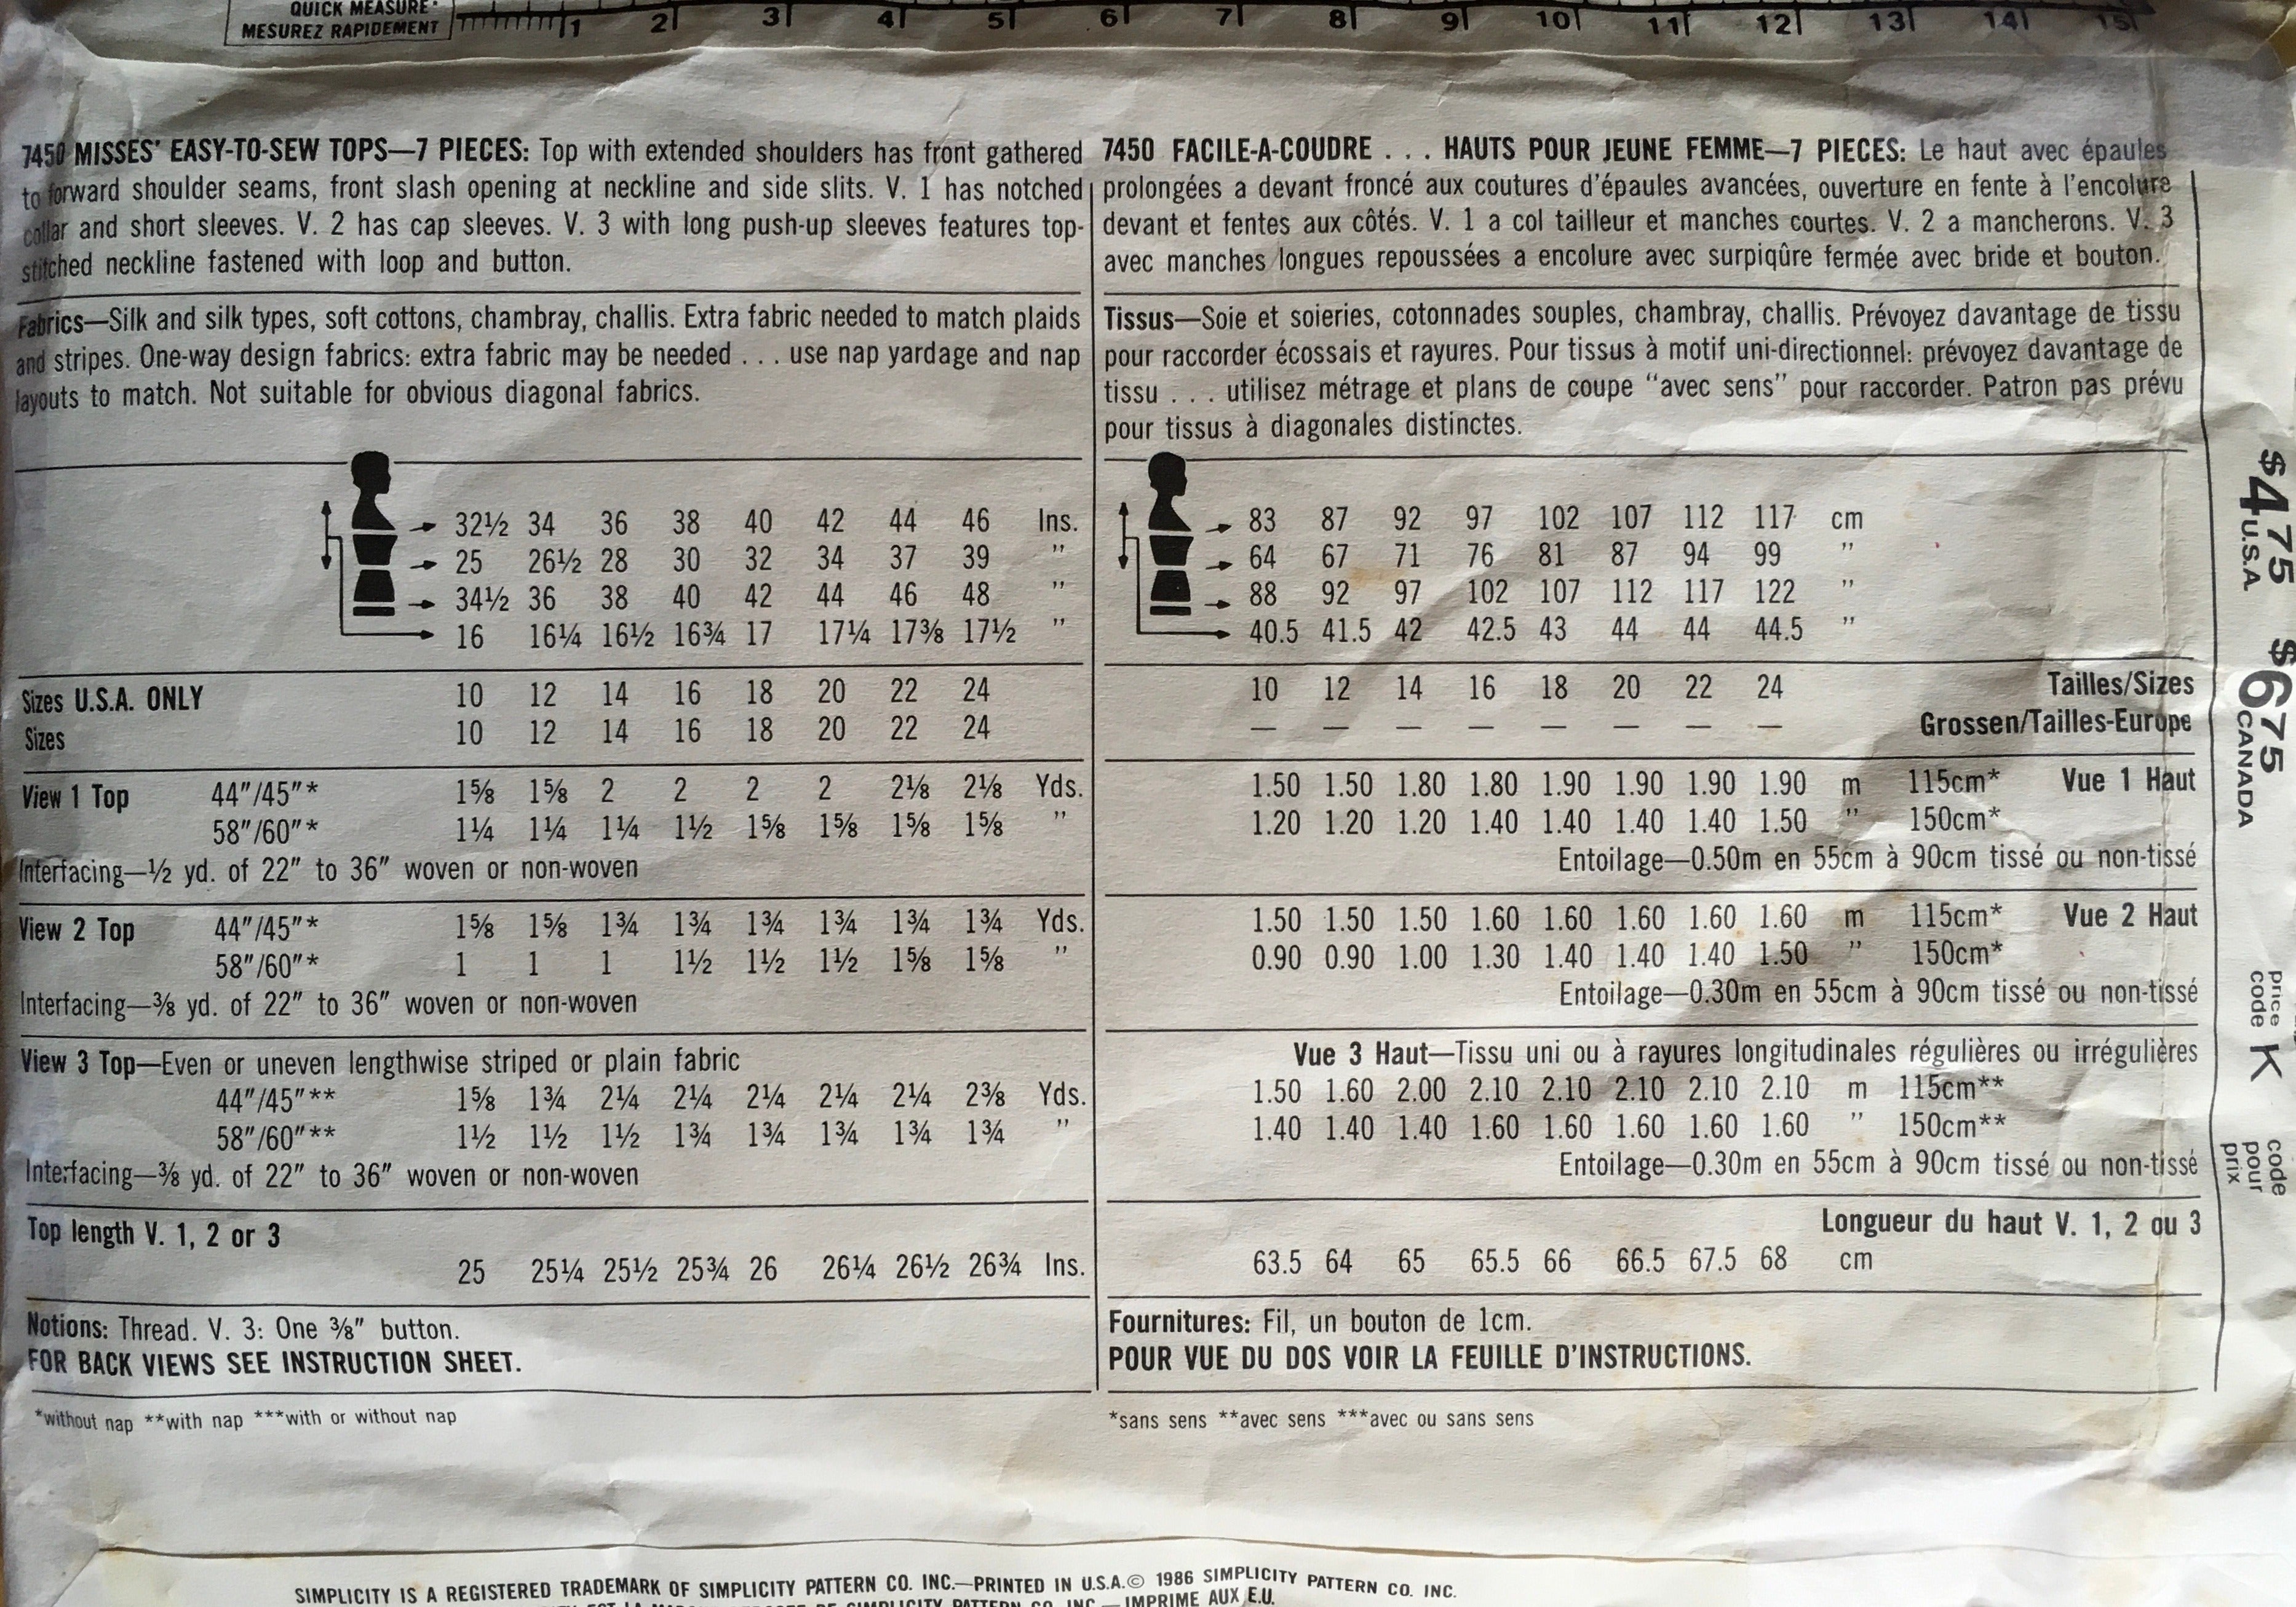 QUICK MEASURE
MESUREZ RAPIDEMENT
1 2 3 4 5 6 7 8 9 10 11 12 13 14 15
7450 MISSES' EASY-TO-SEW TOPS—7 PIECES: Top with extended shoulders has front gathered
to forward shoulder seams, front slash opening at neckline and side slits. V. 1 has notched
collar and short sleeves. V. 2 has cap sleeves. V. 3 with long push-up sleeves features top-
stitched neckline fastened with loop and button.
Fabrics—Silk and silk types, soft cottons, chambray, challis. Extra fabric needed to match plaids
and stripes. One-way design fabrics: extra fabric may be needed . . . use nap yardage and nap
layouts to match. Not suitable for obvious diagonal fabrics.
32½ 34 36 38 40 42 44 46 Ins.
25 26½ 28 30 32 34 37 39 ”
34½ 36 38 40 42 44 46 48 ”
16 16¼ 16½ 16¾ 17 17¼ 17⅜ 17½ ”
Sizes U.S.A. ONLY 10 12 14 16 18 20 22 24
Sizes 10 12 14 16 18 20 22 24
View 1 Top 44″/45″* 1⅝ 1⅝ 2 2 2 2 2⅛ 2⅛ Yds.
58″/60″* 1¼ 1¼ 1¼ 1½ 1⅝ 1⅝ 1⅝ 1⅝ ”
Interfacing—½ yd. of 22″ to 36″ woven or non-woven
View 2 Top 44″/45″* 1⅝ 1⅝ 1¾ 1¾ 1¾ 1¾ 1¾ 1¾ Yds.
58″/60″* 1 1 1 1½ 1½ 1½ 1⅝ 1⅝ ”
Interfacing—⅜ yd. of 22″ to 36″ woven or non-woven
View 3 Top—Even or uneven lengthwise striped or plain fabric
44″/45″** 1⅝ 1¾ 2¼ 2¼ 2¼ 2¼ 2¼ 2⅜ Yds.
58″/60″** 1½ 1½ 1½ 1¾ 1¾ 1¾ 1¾ 1¾ ”
Interfacing—⅜ yd. of 22″ to 36″ woven or non-woven
Top length V. 1, 2 or 3
25 25¼ 25½ 25¾ 26 26¼ 26½ 26¾ Ins.
Notions: Thread. V. 3: One ⅜″ button.
FOR BACK VIEWS SEE INSTRUCTION SHEET.
*without nap **with nap ***with or without nap
7450 FACILE-A-COUDRE . . . HAUTS POUR JEUNE FEMME—7 PIECES: Le haut avec épaules
prolongées a devant froncé aux coutures d'épaules avancées, ouverture en fente à l'encolure
devant et fentes aux côtés. V. 1 a col tailleur et manches courtes. V. 2 a mancherons. V. 3
avec manches longues repoussées a encolure avec surpiqûre fermée avec bride et bouton.
Tissus—Soie et soieries, cotonnades souples, chambray, challis. Prévoyez davantage de tissu
pour raccorder écossais et rayures. Pour tissus à motif uni-directionnel: prévoyez davantage de
tissu . . . utilisez métrage et plans de coupe “avec sens” pour raccorder. Patron pas prévu
pour tissus à diagonales distinctes.
83 87 92 97 102 107 112 117 cm
64 67 71 76 81 87 94 99 ”
88 92 97 102 107 112 117 122 ”
40.5 41.5 42 42.5 43 44 44 44.5 ”
10 12 14 16 18 20 22 24 Tailles/Sizes
— — — — — — — — Grossen/Tailles-Europe
1.50 1.50 1.80 1.80 1.90 1.90 1.90 1.90 m 115cm* Vue 1 Haut
1.20 1.20 1.20 1.40 1.40 1.40 1.40 1.50 ” 150cm*
Entoilage—0.50m en 55cm à 90cm tissé ou non-tissé
1.50 1.50 1.50 1.60 1.60 1.60 1.60 1.60 m 115cm* Vue 2 Haut
0.90 0.90 1.00 1.30 1.40 1.40 1.40 1.50 ” 150cm*
Entoilage—0.30m en 55cm à 90cm tissé ou non-tissé
Vue 3 Haut—Tissu uni ou à rayures longitudinales régulières ou irrégulières
1.50 1.60 2.00 2.10 2.10 2.10 2.10 2.10 m 115cm**
1.40 1.40 1.40 1.60 1.60 1.60 1.60 1.60 ” 150cm**
Entoilage—0.30m en 55cm à 90cm tissé ou non-tissé
Longueur du haut V. 1, 2 ou 3
63.5 64 65 65.5 66 66.5 67.5 68 cm
Fournitures: Fil, un bouton de 1cm.
POUR VUE DU DOS VOIR LA FEUILLE D'INSTRUCTIONS.
*sans sens **avec sens ***avec ou sans sens
$4 75 U.S.A.
$6 75 CANADA
price code K
code pour prix
SIMPLICITY IS A REGISTERED TRADEMARK OF SIMPLICITY PATTERN CO. INC.—PRINTED IN U.S.A.© 1986 SIMPLICITY PATTERN CO. INC.
SIMPLICITY PATTERN CO. INC.—IMPRIME AUX E.U.